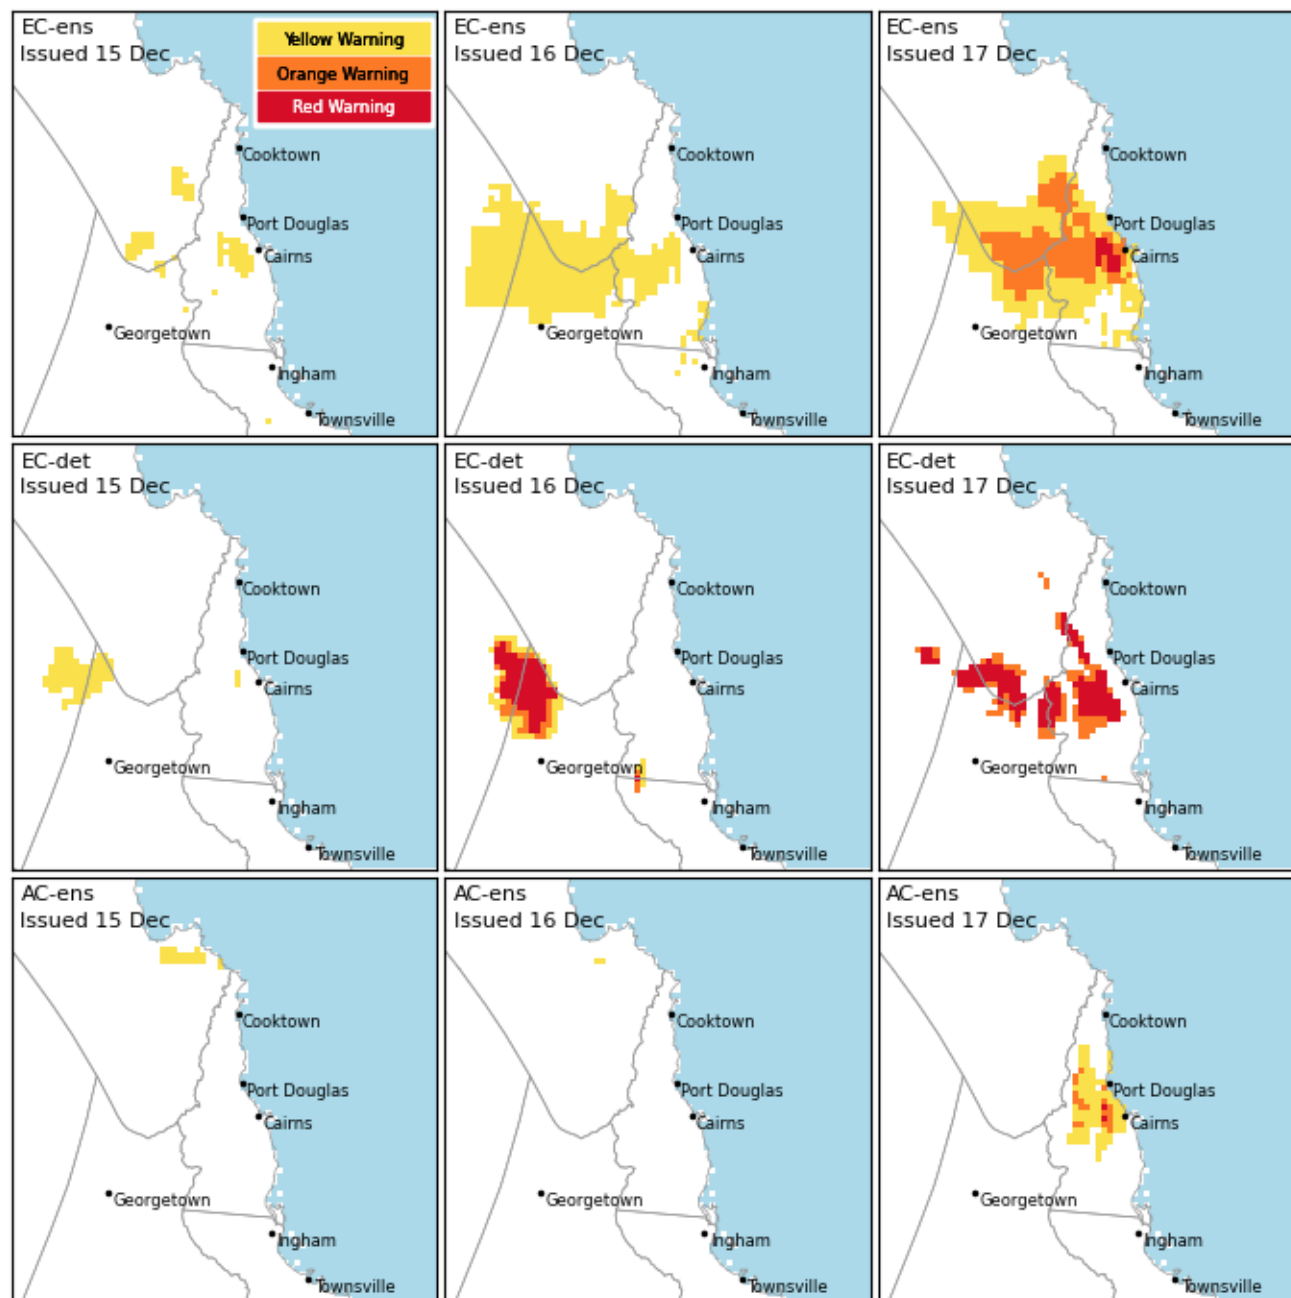 EC-ens
Issued 15 Dec
Yellow Warning
Orange Warning
Red Warning
Cooktown
Port Douglas
Cairns
Georgetown
Ingham
Townsville
EC-ens
Issued 16 Dec
Cooktown
Port Douglas
Cairns
Georgetown
Ingham
Townsville
EC-ens
Issued 17 Dec
Cooktown
Port Douglas
Cairns
Georgetown
Ingham
Townsville
EC-det
Issued 15 Dec
Cooktown
Port Douglas
Cairns
Georgetown
Ingham
Townsville
EC-det
Issued 16 Dec
Cooktown
Port Douglas
Cairns
Georgetown
Ingham
Townsville
EC-det
Issued 17 Dec
Cooktown
Port Douglas
Cairns
Georgetown
Ingham
Townsville
AC-ens
Issued 15 Dec
Cooktown
Port Douglas
Cairns
Georgetown
Ingham
Townsville
AC-ens
Issued 16 Dec
Cooktown
Port Douglas
Cairns
Georgetown
Ingham
Townsville
AC-ens
Issued 17 Dec
Cooktown
Port Douglas
Cairns
Georgetown
Ingham
Townsville